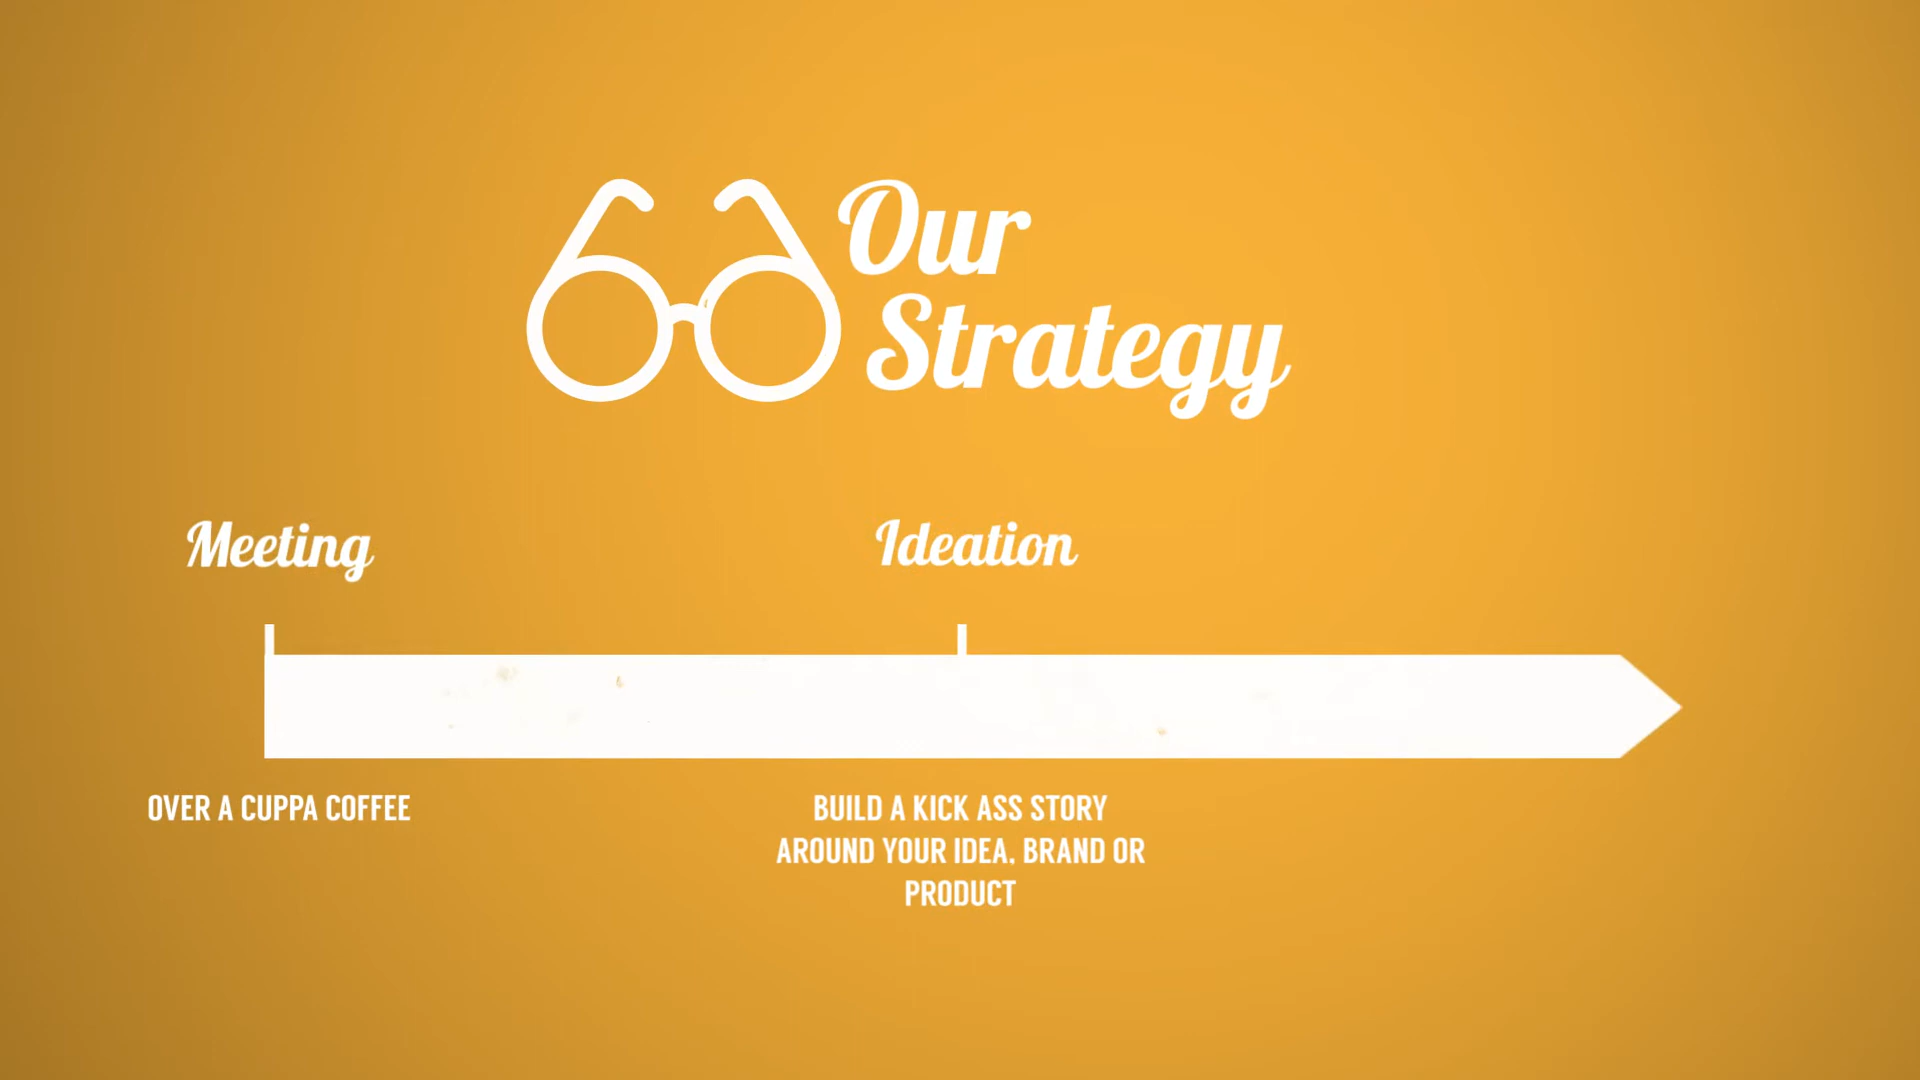 Our
Strategy
Meeting
Ideation
OVER A CUPPA COFFEE
BUILD A KICK ASS STORY
AROUND YOUR IDEA, BRAND OR
PRODUCT